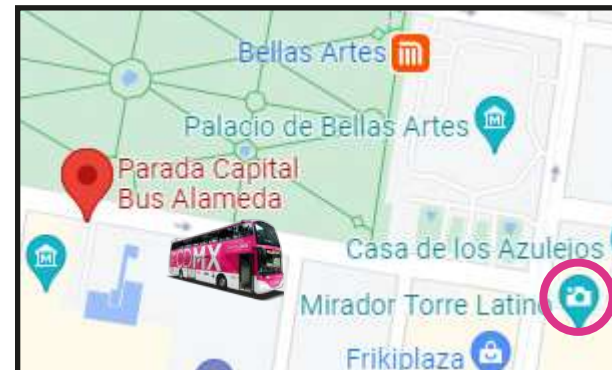 Bellas Artes
Palacio de Bellas Artes
Parada Capital
Bus Alameda
CDMX
Casa de los Azulejos
Mirador Torre Latino
Frikiplaza